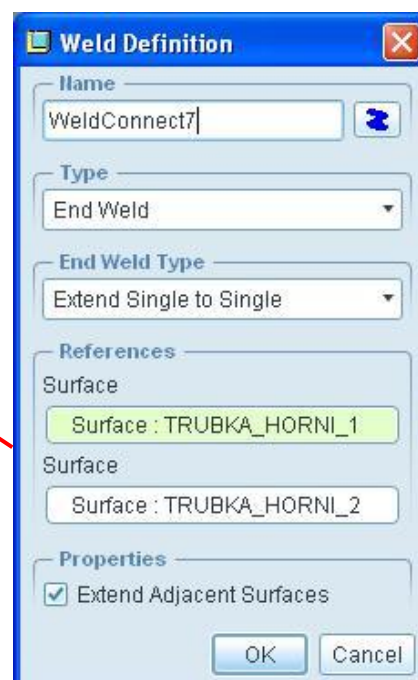 Weld Definition
Name
WeldConnect7
Type
End Weld
End Weld Type
Extend Single to Single
References
Surface
Surface : TRUBKA_HORNI_1
Surface
Surface : TRUBKA_HORNI_2
Properties
Extend Adjacent Surfaces
OK Cancel